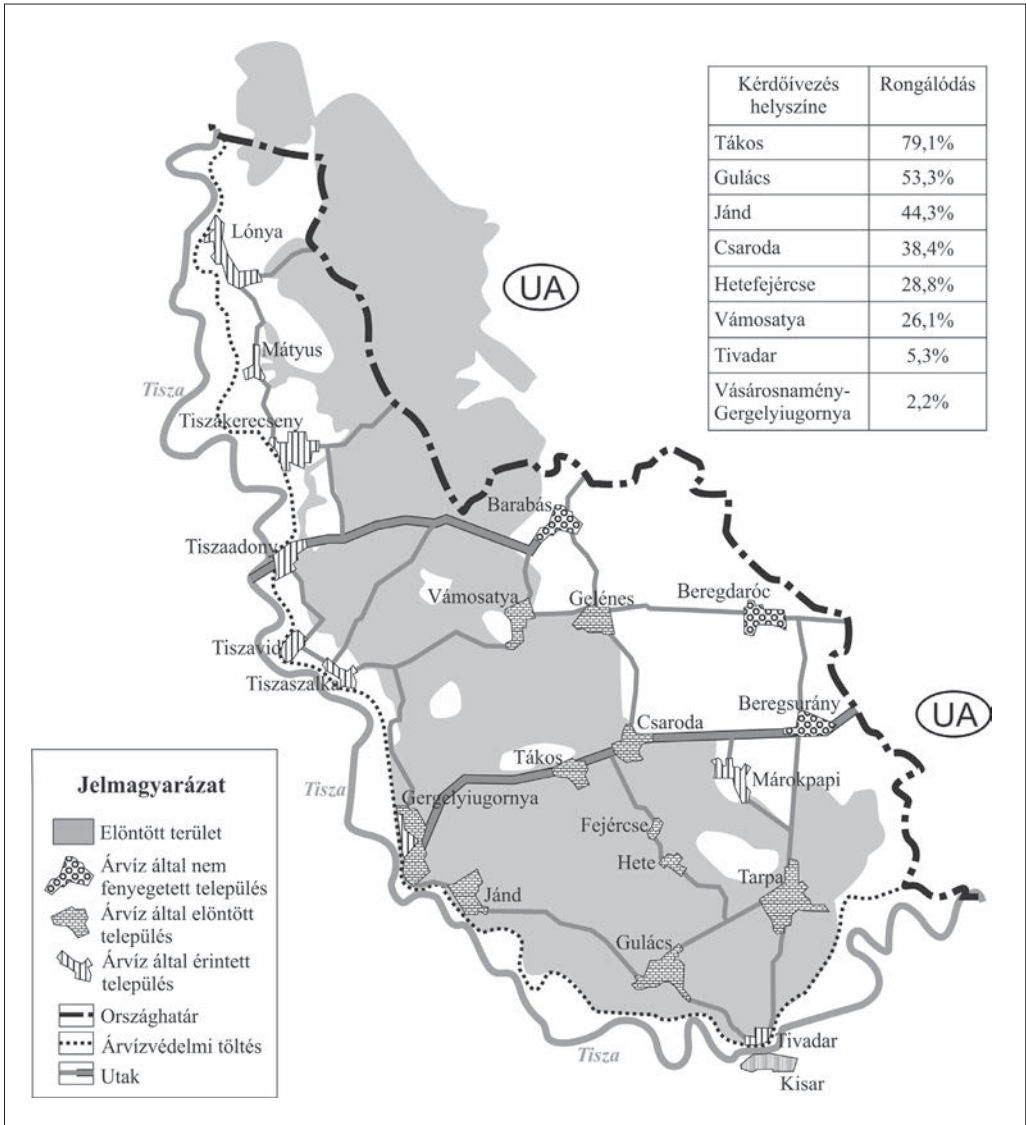 Kérdőívezés helyszíne Rongálódás
Tákos 79,1%
Gulács 53,3%
Jánd 44,3%
Csaroda 38,4%
Hetefejércse 28,8%
Vámosatya 26,1%
Tivadar 5,3%
Vásárosnamény-
Gergelyiugornya 2,2%
Lónya
UA
Mátyus
Tisza
Tiszakerecseny
Barabás
Tiszaadony
Vámosatya
Gelénes
Beregdaróc
Tiszavid
Tiszaszalka
Beregsurány
UA
Csaroda
Tákos
Márokpapi
Tisza
Gergelyiugornya
Fejércse
Hete
Tarpa
Jánd
Gulács
Tivadar
Tisza
Kisar
Jelmagyarázat
Elöntött terület
Árvíz által nem
fenyegetett település
Árvíz által elöntött
település
Árvíz által érintett
település
Országhatár
Árvízvédelmi töltés
Utak